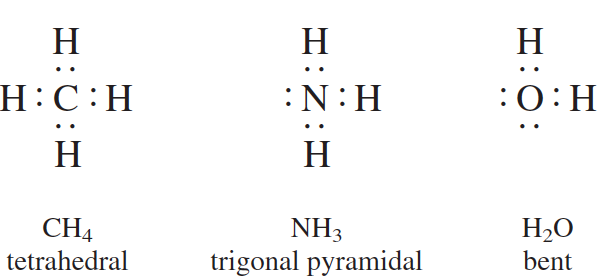 H H H
H:C:H :N:H :O:H
H H
CH₄ NH₃ H₂O
tetrahedral trigonal pyramidal bent